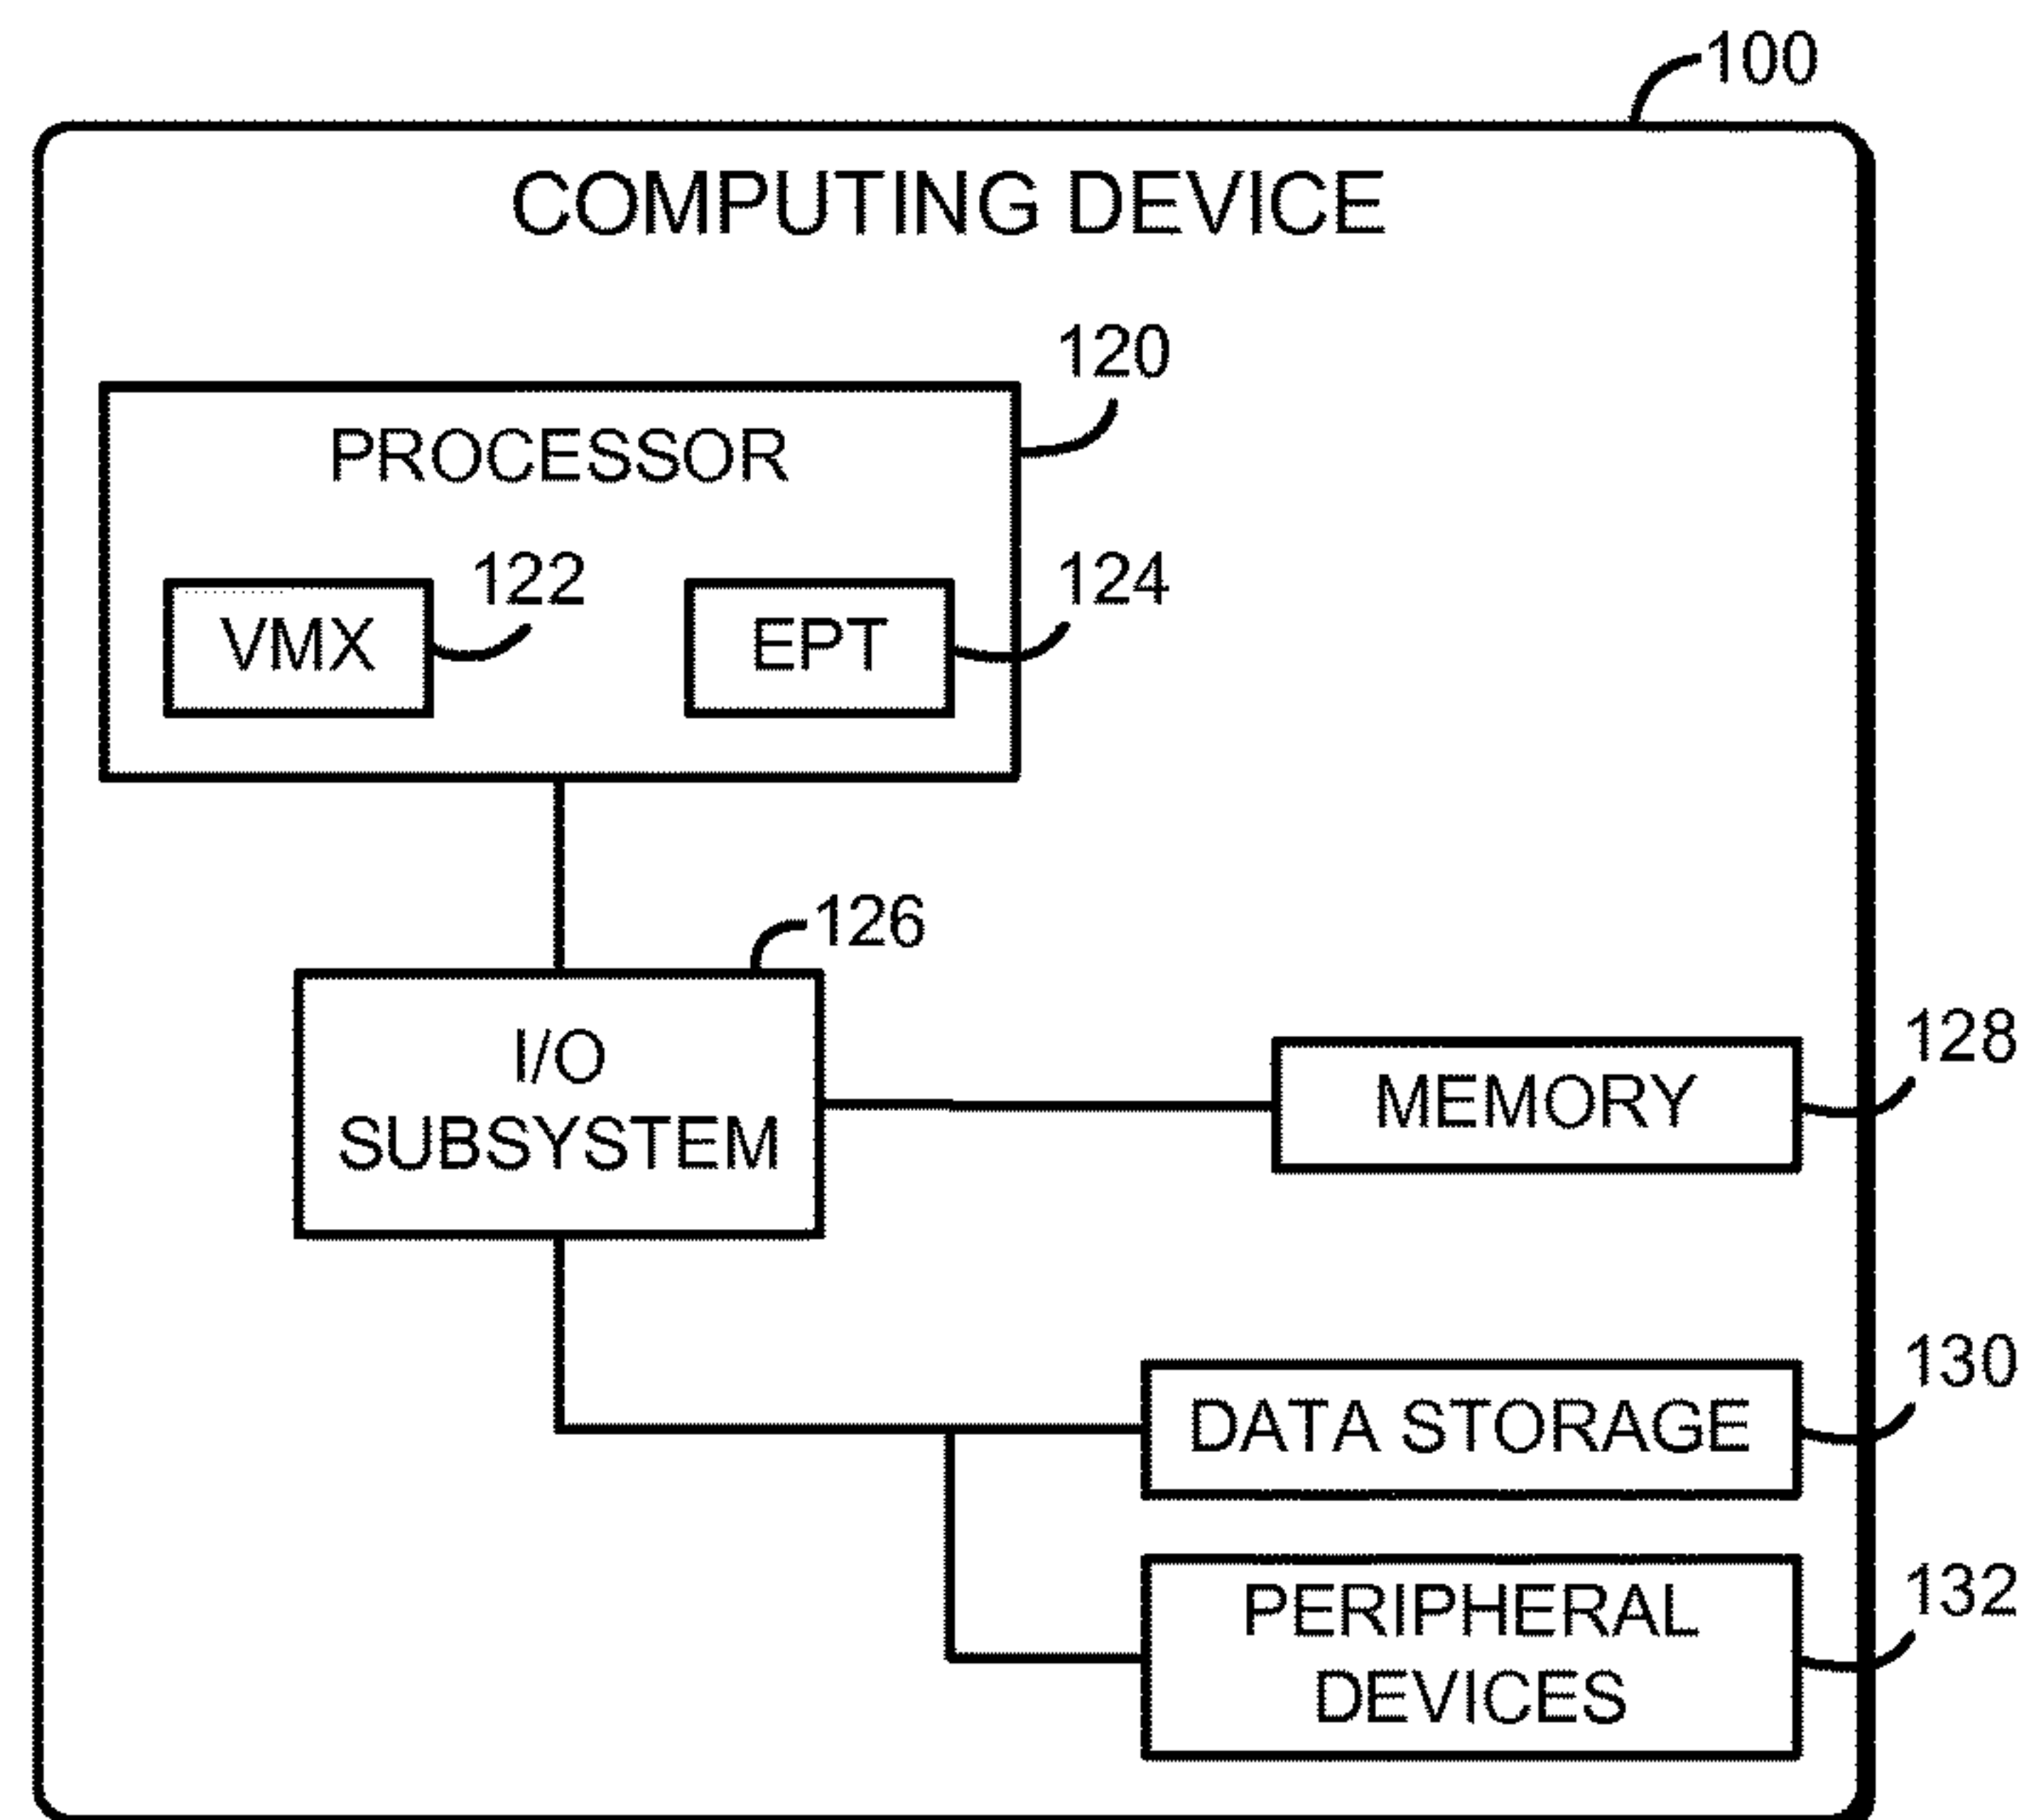 100
COMPUTING DEVICE
120
PROCESSOR
122
124
VMX
EPT
126
I/O
SUBSYSTEM
128
MEMORY
130
DATA STORAGE
132
PERIPHERAL
DEVICES